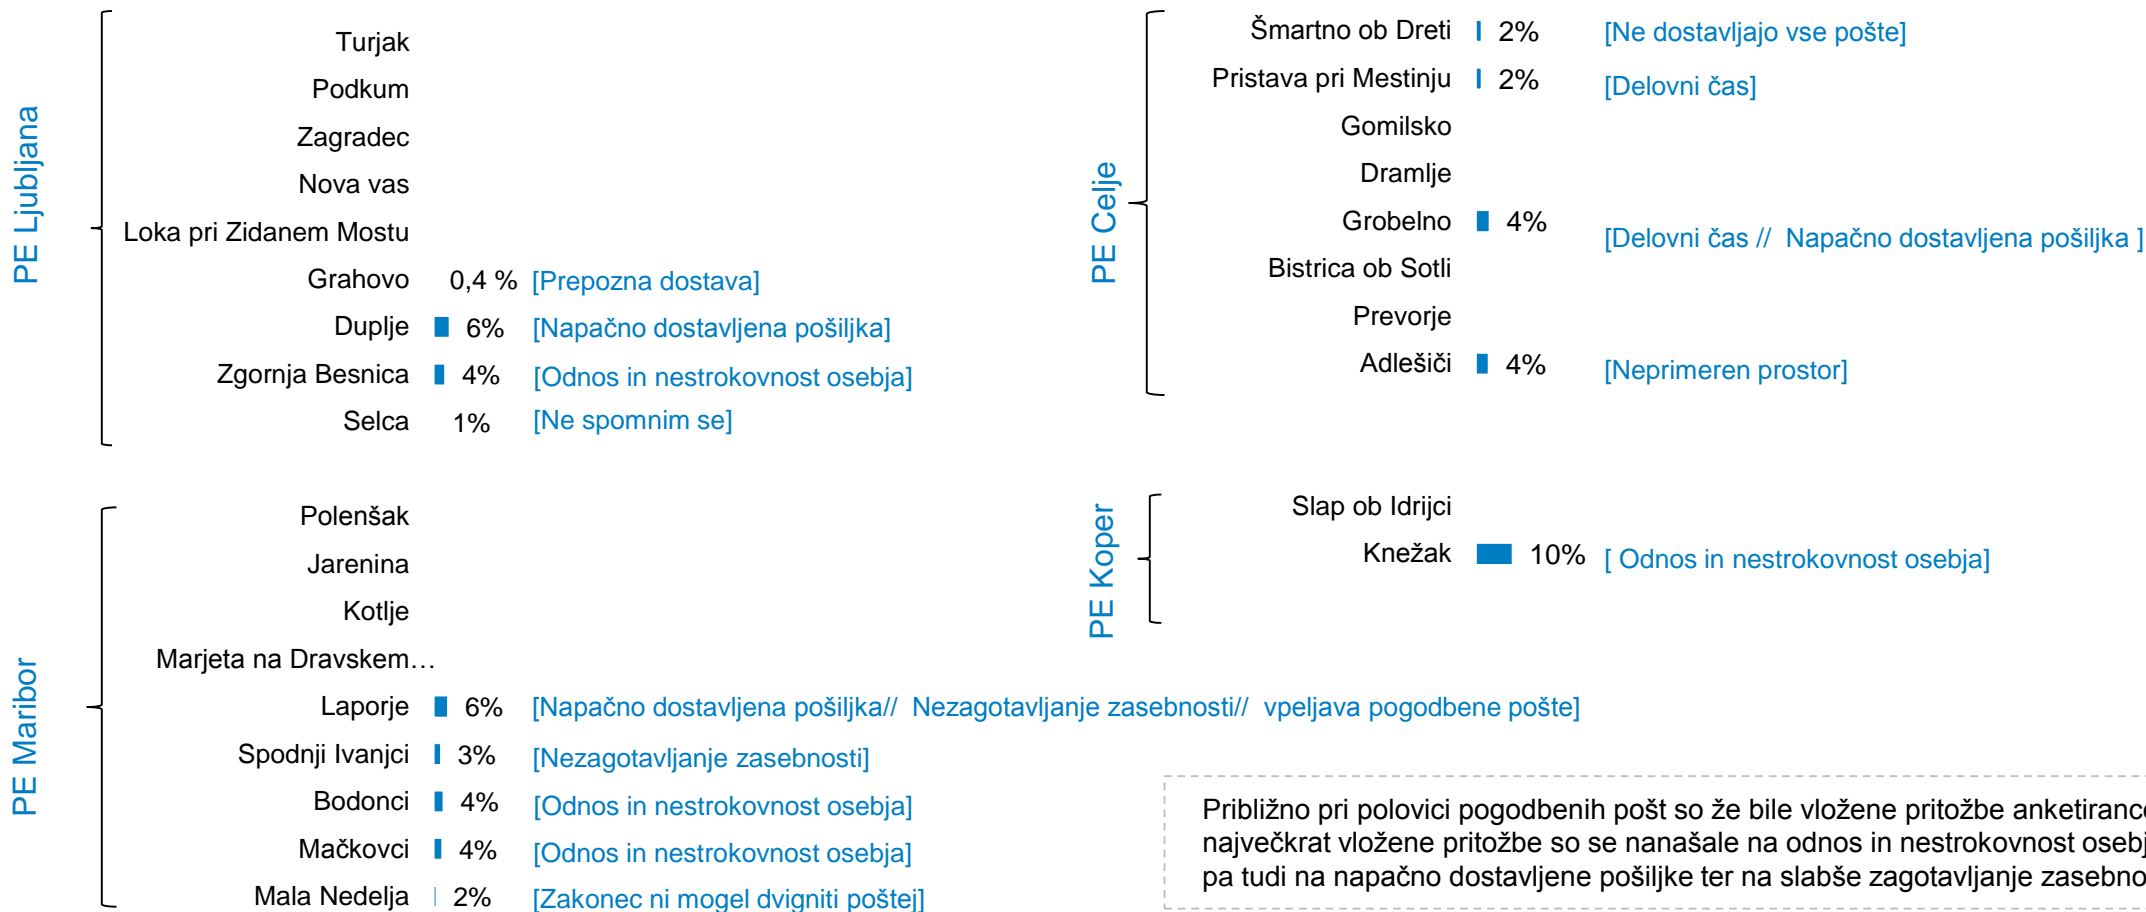 PE Ljubljana
Turjak
Podkum
Zagradec
Nova vas
Loka pri Zidanem Mostu
Grahovo 0,4 % [Prepozna dostava]
Duplje 6% [Napačno dostavljena pošiljka]
Zgornja Besnica 4% [Odnos in nestrokovnost osebja]
Selca 1% [Ne spomnim se]
PE Maribor
Polenšak
Jarenina
Kotlje
Marjeta na Dravskem…
Laporje 6% [Napačno dostavljena pošiljka// Nezagotavljanje zasebnosti// vpeljava pogodbene pošte]
Spodnji Ivanjci 3% [Nezagotavljanje zasebnosti]
Bodonci 4% [Odnos in nestrokovnost osebja]
Mačkovci 4% [Odnos in nestrokovnost osebja]
Mala Nedelja 2% [Zakonec ni mogel dvigniti poštej]
PE Celje
Šmartno ob Dreti 2% [Ne dostavljajo vse pošte]
Pristava pri Mestinju 2% [Delovni čas]
Gomilsko
Dramlje
Grobelno 4% [Delovni čas // Napačno dostavljena pošiljka ]
Bistrica ob Sotli
Prevorje
Adlešiči 4% [Neprimeren prostor]
PE Koper
Slap ob Idrijci
Knežak 10% [ Odnos in nestrokovnost osebja]
Približno pri polovici pogodbenih pošt so že bile vložene pritožbe
največkrat vložene pritožbe so se nanašale na odnos in nestrokovnost
pa tudi na napačno dostavljene pošiljke ter na slabše zagotavljanje